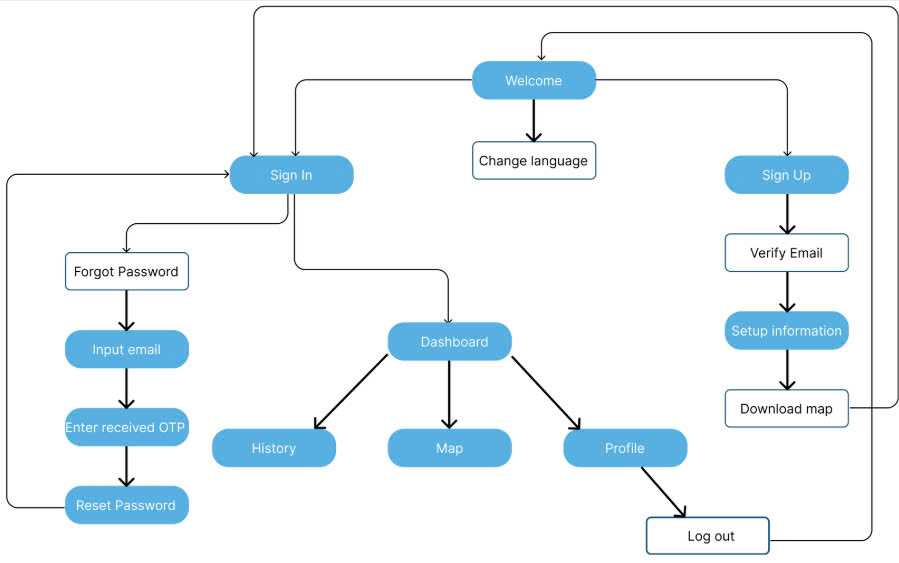 Welcome
Change language
Sign In
Sign Up
Verify Email
Forgot Password
Setup information
Dashboard
Input email
Download map
Enter received OTP
History
Map
Profile
Reset Password
Log out